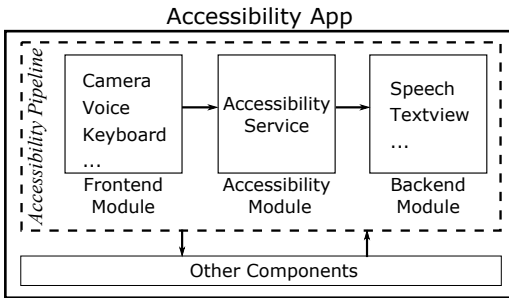 Accessibility App
Accessibility Pipeline
Camera
Voice
Keyboard
...
Frontend
Module
Accessibility
Service
Accessibility
Module
Speech
Textview
...
Backend
Module
Other Components